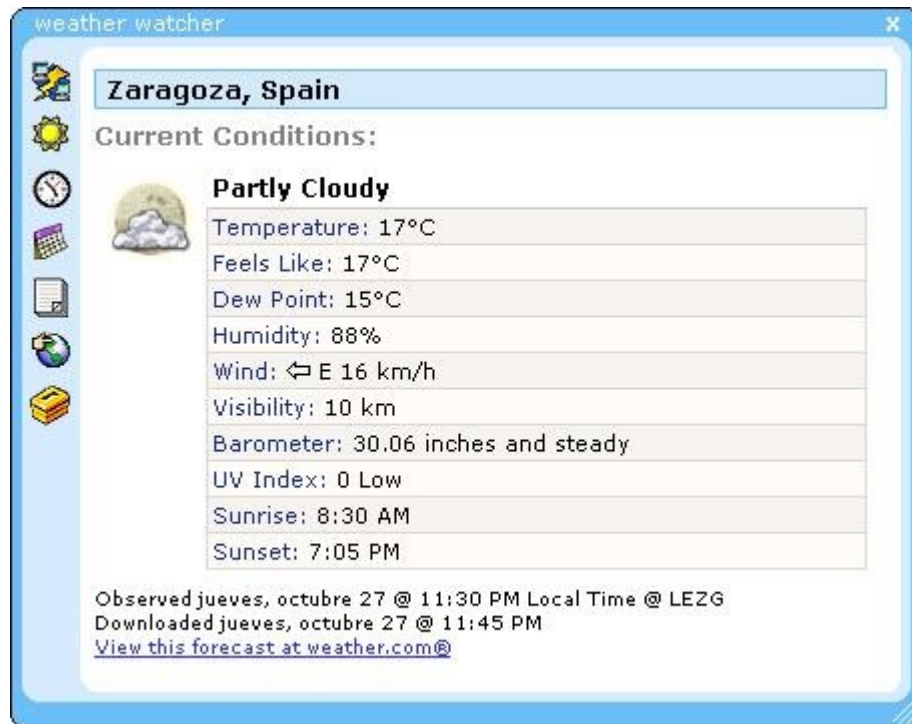 weather watcher
x
Zaragoza, Spain
Current Conditions:
Partly Cloudy
Temperature: 17°C
Feels Like: 17°C
Dew Point: 15°C
Humidity: 88%
Wind: ⇦ E 16 km/h
Visibility: 10 km
Barometer: 30.06 inches and steady
UV Index: 0 Low
Sunrise: 8:30 AM
Sunset: 7:05 PM
Observed jueves, octubre 27 @ 11:30 PM Local Time @ LEZG
Downloaded jueves, octubre 27 @ 11:45 PM
View this forecast at weather.com®